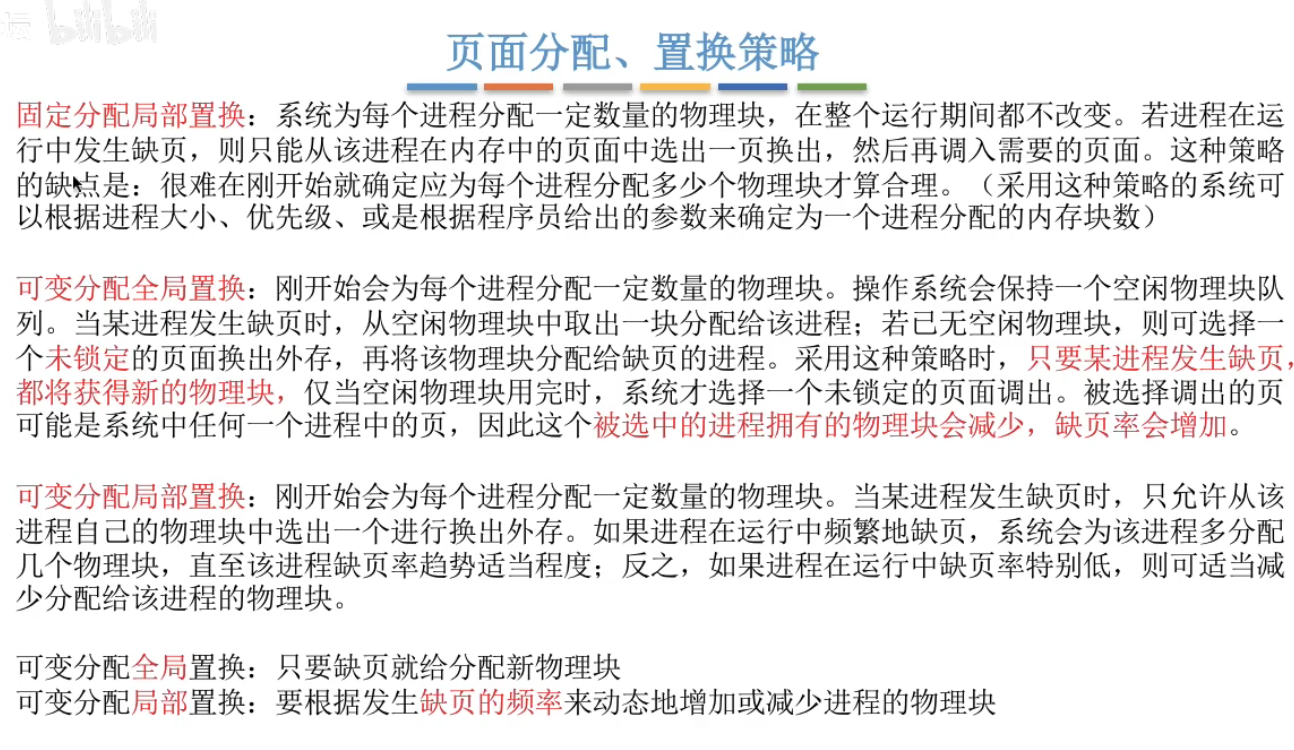 坛 bilibili
页面分配、置换策略
固定分配局部置换：系统为每个进程分配一定数量的物理块，在整个运行期间都不改变。若进程在运
行中发生缺页，则只能从该进程在内存中的页面中选出一页换出，然后再调入需要的页面。这种策略
的缺点是：很难在刚开始就确定应为每个进程分配多少个物理块才算合理。（采用这种策略的系统可
以根据进程大小、优先级、或是根据程序员给出的参数来确定为一个进程分配的内存块数）
可变分配全局置换：刚开始会为每个进程分配一定数量的物理块。操作系统会保持一个空闲物理块队
列。当某进程发生缺页时，从空闲物理块中取出一块分配给该进程；若已无空闲物理块，则可选择一
个未锁定的页面换出外存，再将该物理块分配给缺页的进程。采用这种策略时，只要某进程发生缺页，
都将获得新的物理块，仅当空闲物理块用完时，系统才选择一个未锁定的页面调出。被选择调出的页
可能是系统中任何一个进程中的页，因此这个被选中的进程拥有的物理块会减少，缺页率会增加。
可变分配局部置换：刚开始会为每个进程分配一定数量的物理块。当某进程发生缺页时，只允许从该
进程自己的物理块中选出一个进行换出外存。如果进程在运行中频繁地缺页，系统会为该进程多分配
几个物理块，直至该进程缺页率趋势适当程度；反之，如果进程在运行中缺页率特别低，则可适当减
少分配给该进程的物理块。
可变分配全局置换：只要缺页就给分配新物理块
可变分配局部置换：要根据发生缺页的频率来动态地增加或减少进程的物理块